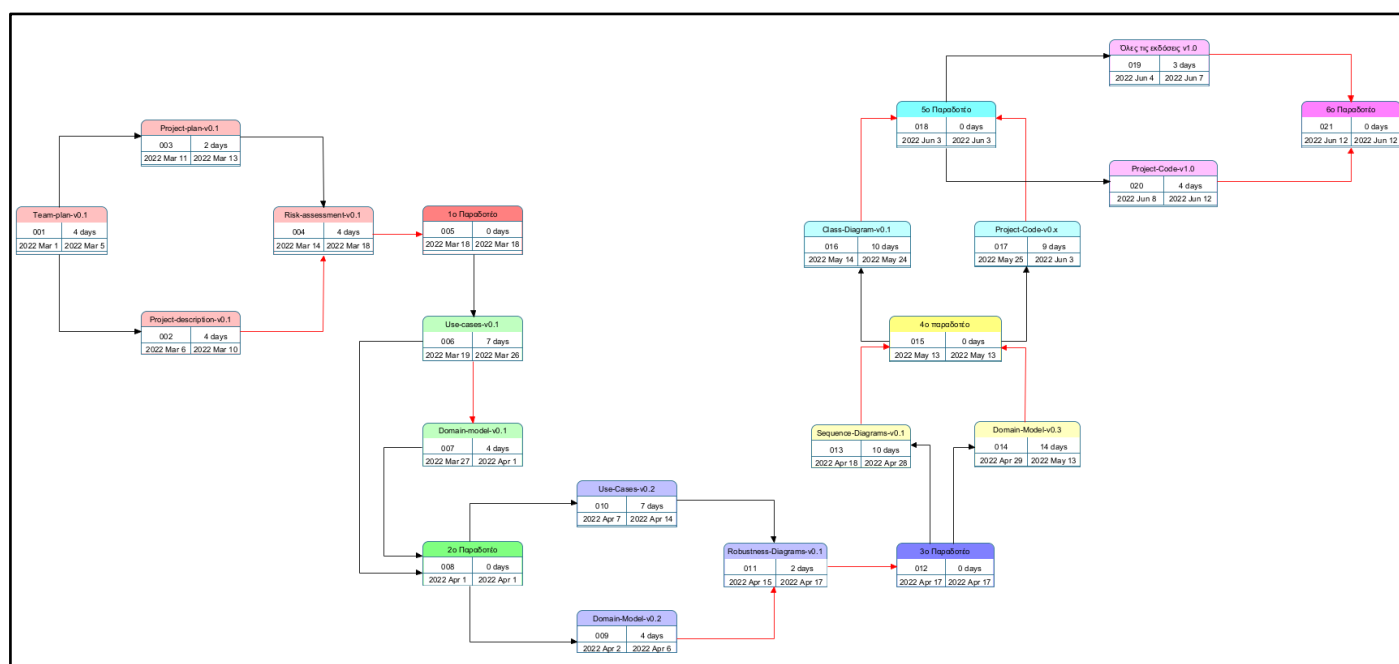 Team-plan-v0.1
001 4 days
2022 Mar 1 2022 Mar 5
Project-plan-v0.1
003 2 days
2022 Mar 11 2022 Mar 13
Project-description-v0.1
002 4 days
2022 Mar 6 2022 Mar 10
Risk-assessment-v0.1
004 4 days
2022 Mar 14 2022 Mar 18
1ο Παραδοτέο
005 0 days
2022 Mar 18 2022 Mar 18
Use-cases-v0.1
006 7 days
2022 Mar 19 2022 Mar 26
Domain-model-v0.1
007 4 days
2022 Mar 27 2022 Apr 1
2ο Παραδοτέο
008 0 days
2022 Apr 1 2022 Apr 1
Use-Cases-v0.2
010 7 days
2022 Apr 7 2022 Apr 14
Domain-Model-v0.2
009 4 days
2022 Apr 2 2022 Apr 6
Robustness-Diagrams-v0.1
011 2 days
2022 Apr 15 2022 Apr 17
3ο Παραδοτέο
012 0 days
2022 Apr 17 2022 Apr 17
Sequence-Diagrams-v0.1
013 10 days
2022 Apr 18 2022 Apr 28
Domain-Model-v0.3
014 14 days
2022 Apr 29 2022 May 13
4ο παραδοτέο
015 0 days
2022 May 13 2022 May 13
Class-Diagram-v0.1
016 10 days
2022 May 14 2022 May 24
Project-Code-v0.x
017 9 days
2022 May 25 2022 Jun 3
5ο Παραδοτέο
018 0 days
2022 Jun 3 2022 Jun 3
Όλες τις εκδόσεις v1.0
019 3 days
2022 Jun 4 2022 Jun 7
Project-Code-v1.0
020 4 days
2022 Jun 8 2022 Jun 12
6ο Παραδοτέο
021 0 days
2022 Jun 12 2022 Jun 12